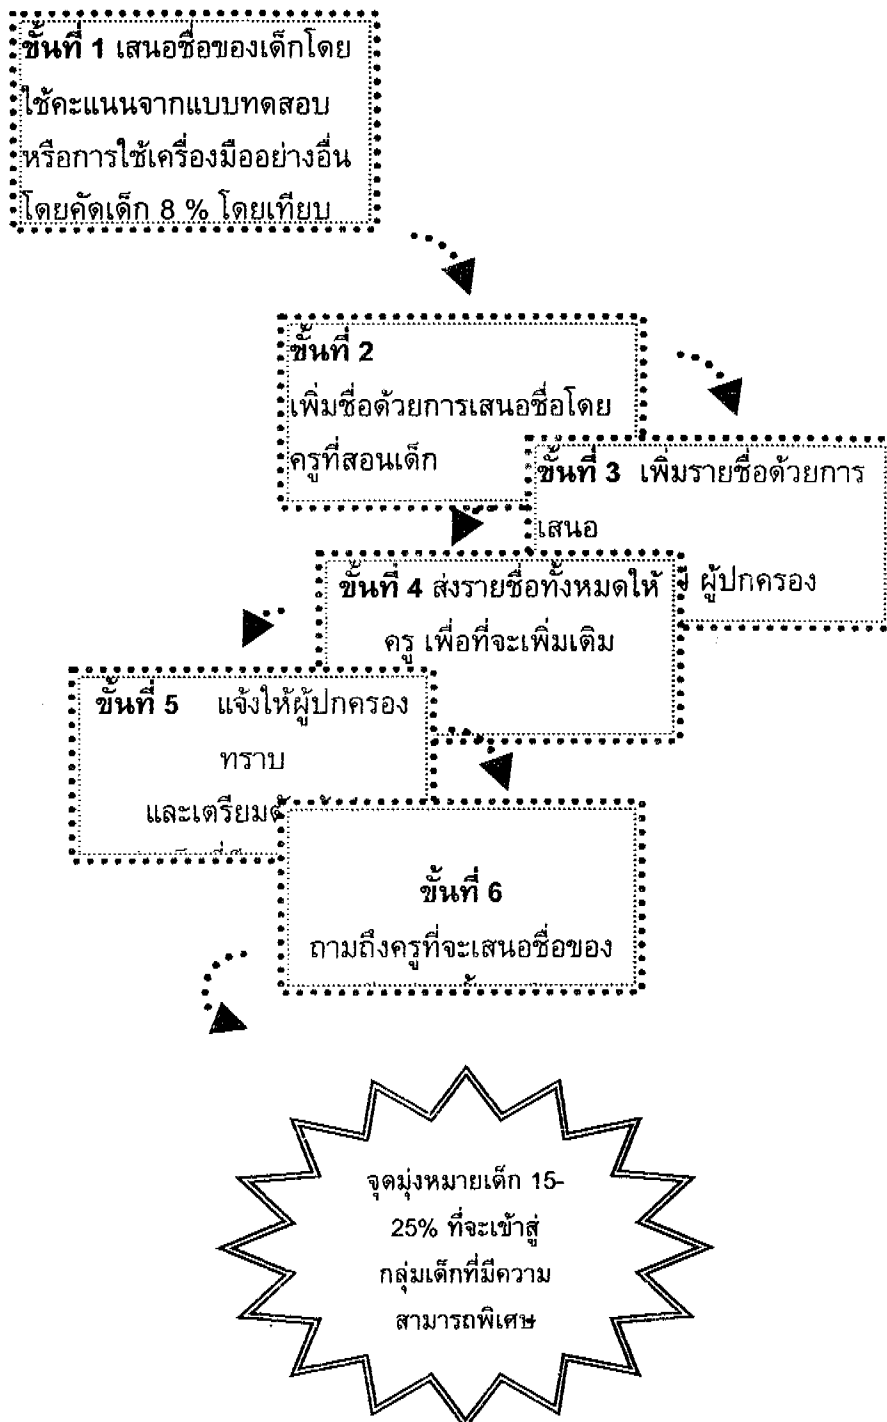 ขั้นที่ 1 เสนอชื่อของเด็กโดย
ใช้คะแนนจากแบบทดสอบ
หรือการใช้เครื่องมืออย่างอื่น
โดยคัดเด็ก 8 % โดยเทียบ
ขั้นที่ 2
เพิ่มชื่อด้วยการเสนอชื่อโดย
ครูที่สอนเด็ก
ขั้นที่ 3 เพิ่มรายชื่อด้วยการ
เสนอ
ผู้ปกครอง
ขั้นที่ 4 ส่งรายชื่อทั้งหมดให้
ครู เพื่อที่จะเพิ่มเติม
ขั้นที่ 5 แจ้งให้ผู้ปกครอง
ทราบ
และเตรียม
ขั้นที่ 6
ถามถึงครูที่จะเสนอชื่อของ
จุดมุ่งหมายเด็ก 15-
25% ที่จะเข้าสู่
กลุ่มเด็กที่มีความ
สามารถพิเศษ